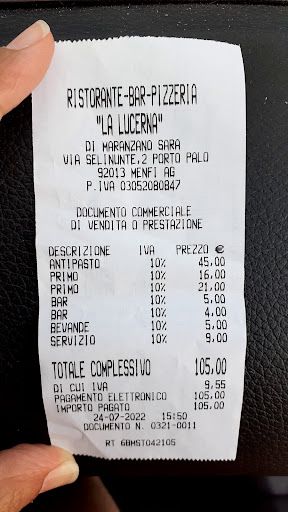 RISTORANTE-BAR-PIZZERIA
"LA LUCERNA"
DI MARANZANO SARA
VIA SELINUNTE,2 PORTO PALO
92013 MENFI AG
P.IVA 03052080847
DOCUMENTO COMMERCIALE
DI VENDITA O PRESTAZIONE
DESCRIZIONE IVA PREZZO €
ANTIPASTO 10% 45,00
PRIMO 10% 16,00
PRIMO 10% 21,00
BAR 10% 5,00
BAR 10% 4,00
BEVANDE 10% 5,00
SERVIZIO 10% 9,00
TOTALE COMPLESSIVO 105,00
DI CUI IVA 9,55
PAGAMENTO ELETTRONICO 105,00
IMPORTO PAGATO 105,00
24-07-2022 15:50
DOCUMENTO N. 0321-0011
RT 6BMST042105